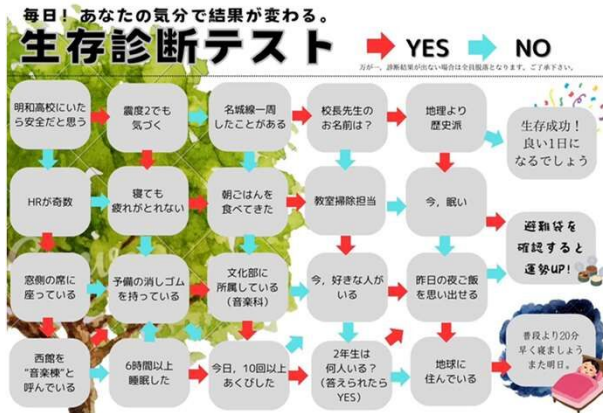 毎日！あなたの気分で結果が変わる。
生存診断テスト
YES
NO
万が一、診断結果が出ない場合は全員脱落となります。ご了承下さい。
明和高校にいた
ら安全だと思う
震度2でも
気づく
名城線一周
したことがある
校長先生の
お名前は？
地理より
歴史派
生存成功！
良い1日に
なるでしょう
HRが奇数
寝ても
疲れがとれない
朝ごはんを
食べてきた
教室掃除担当
今，眠い
避難袋を
確認すると
運勢UP！
窓側の席に
座っている
予備の消しゴム
を持っている
文化部に
所属している
（音楽科）
今，好きな人が
いる
昨日の夜ご飯
を思い出せる
西館を
“音楽棟”と
呼んでいる
6時間以上
睡眠した
今日，10回以上
あくびした
2年生は
何人いる？
（答えられたら
YES）
地球に
住んでいる
普段より20分
早く寝ましょう
また明日。